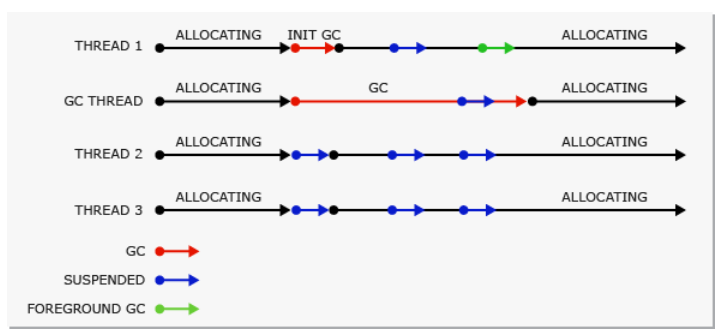 ALLOCATING INIT GC ALLOCATING
THREAD 1
ALLOCATING GC ALLOCATING
GC THREAD
ALLOCATING ALLOCATING
THREAD 2
ALLOCATING ALLOCATING
THREAD 3
GC
SUSPENDED
FOREGROUND GC